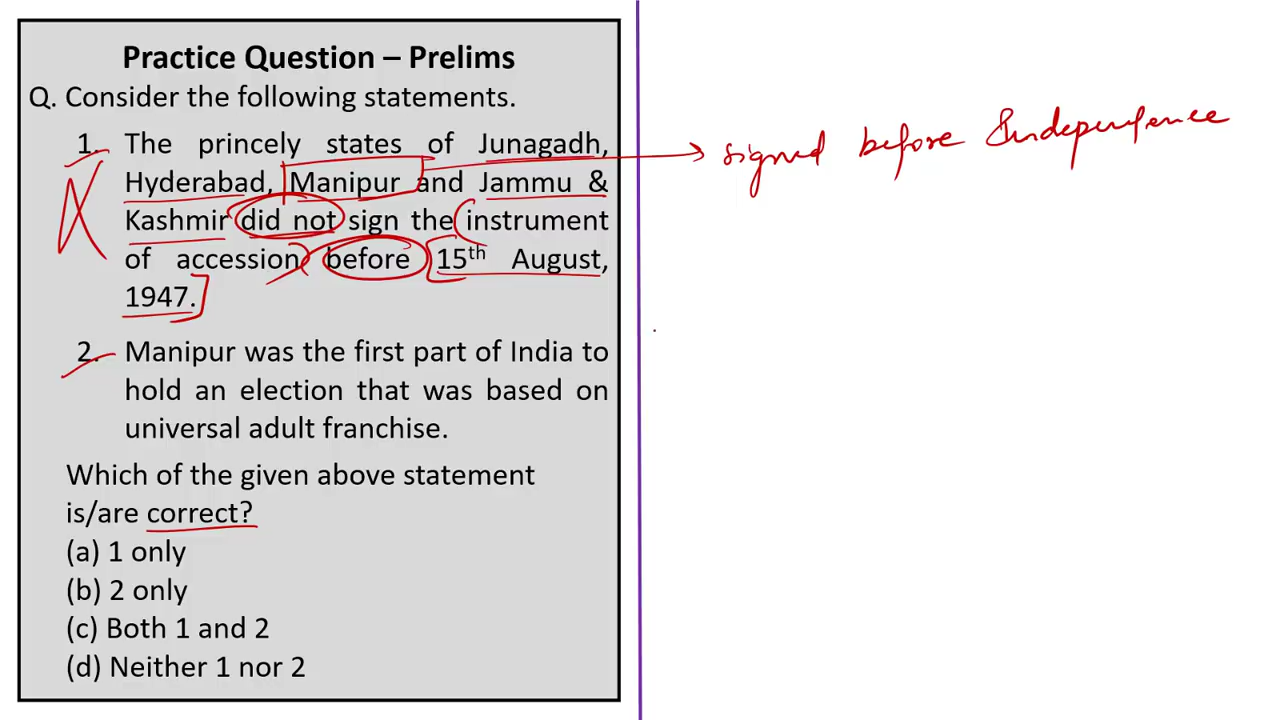 Practice Question – Prelims
Q. Consider the following statements.
1. The princely states of Junagadh,
Hyderabad, Manipur and Jammu &
Kashmir did not sign the instrument
of accession before 15th August,
1947.
2. Manipur was the first part of India to
hold an election that was based on
universal adult franchise.
Which of the given above statement
is/are correct?
(a) 1 only
(b) 2 only
(c) Both 1 and 2
(d) Neither 1 nor 2
signed before Independence